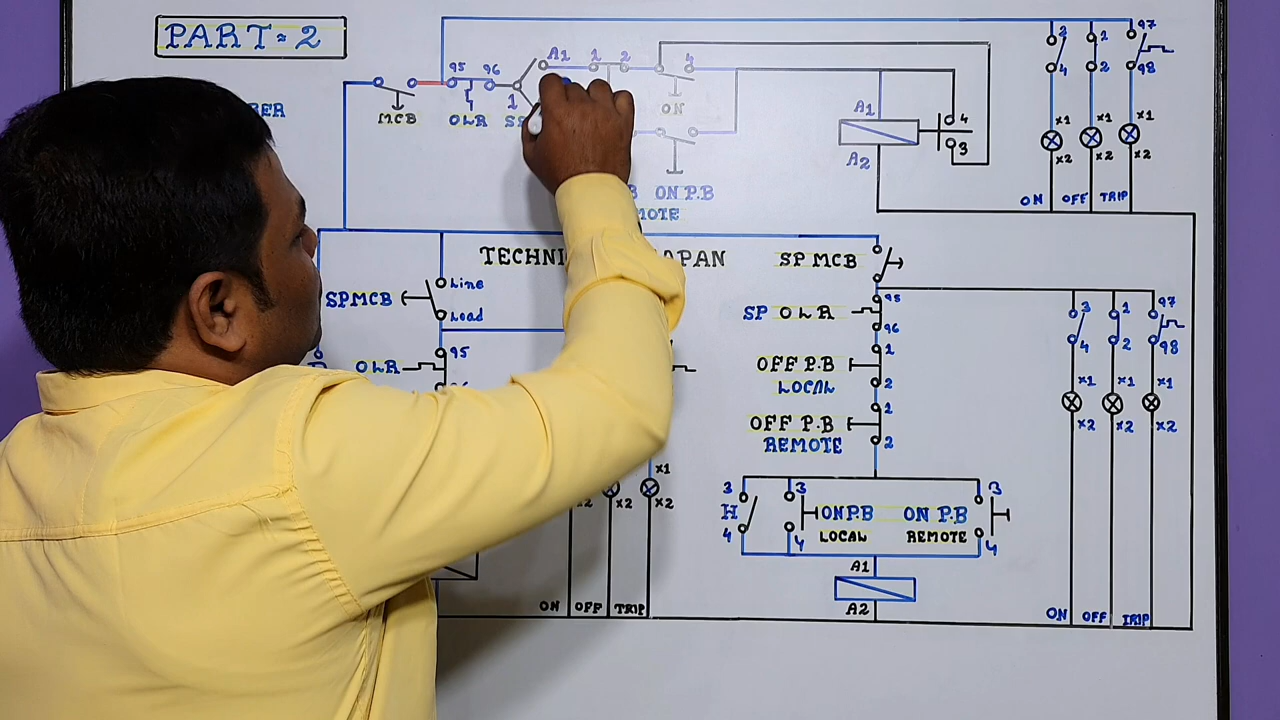 PART-2
95 96 A1 1 2 4
1
MCB OLR ON
ON P.B
A1
A2
4
3
3 1 97
4 2 98
x1 x1 x1
x2 x2 x2
ON OFF TRIP
SPMCB
Line
Load
OLR 95
x1
x2 x2
ON OFF TRIP
SP MCB
SP OLR 95
96
OFF P.B 1
LOCAL 2
OFF P.B 1
REMOTE 2
3 3 3
H ON P.B ON P.B
4 4 LOCAL REMOTE 4
A1
A2
3 1 97
4 2 98
x1 x1 x1
x2 x2 x2
ON OFF TRIP